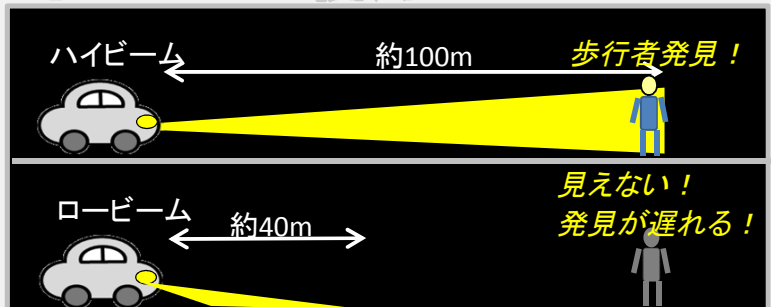 ハイビーム
約100m
歩行者発見！
ロービーム
約40m
見えない！
発見が遅れる！